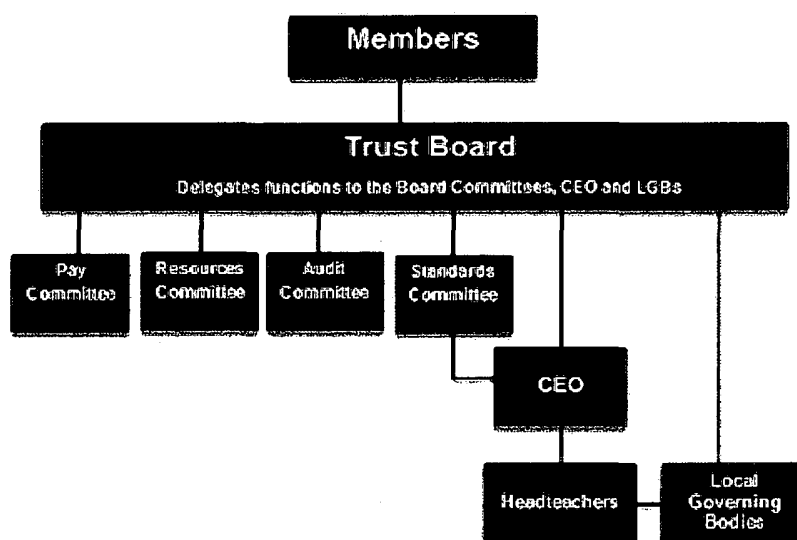 Members
Trust Board
Delegates functions to the Board Committees, CEO and LGBs
Pay
Committee
Resources
Committee
Audit
Committee
Standards
Committee
CEO
Headteachers
Local
Governing
Bodies